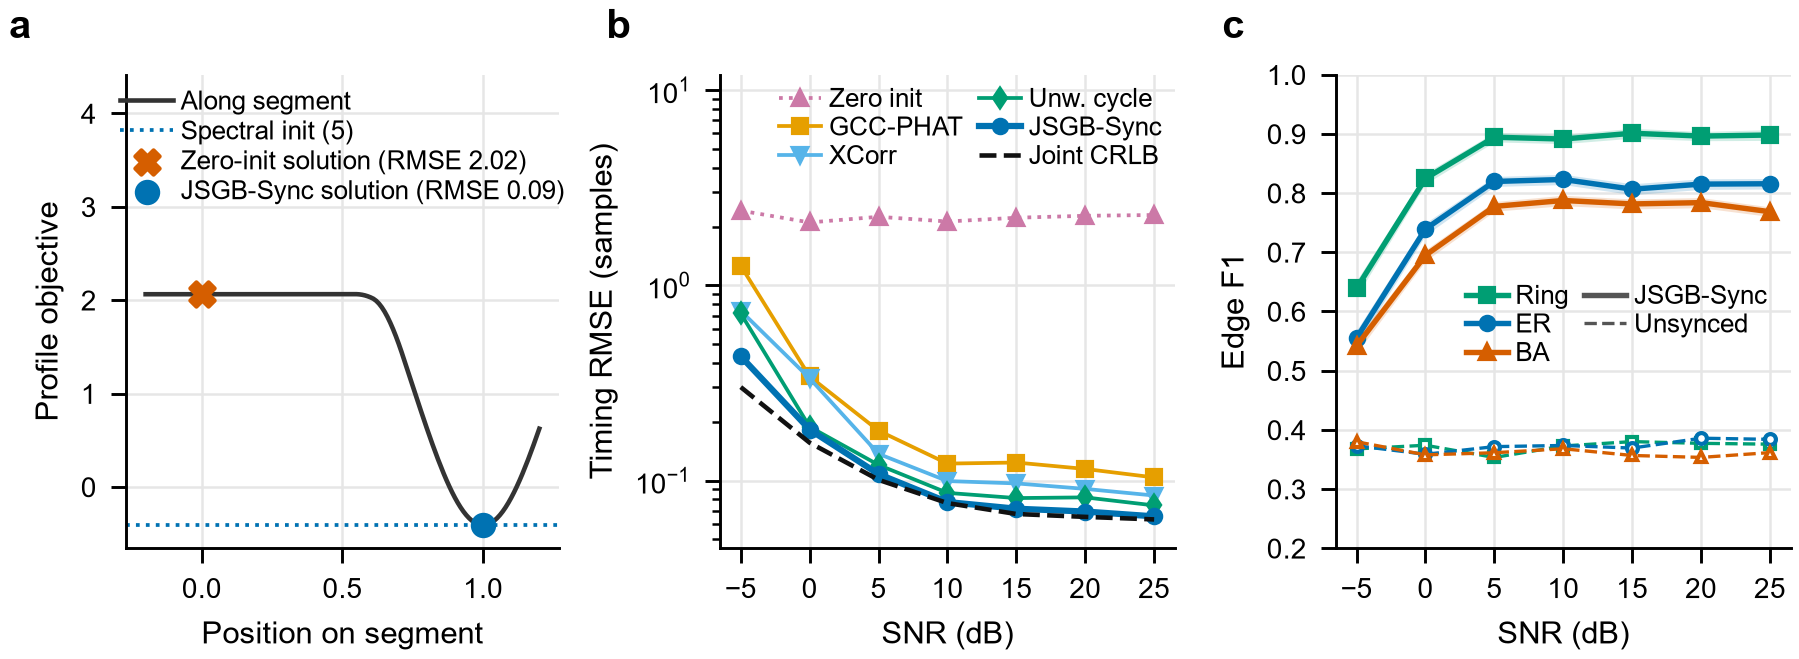 a
Along segment
Spectral init (5)
Zero-init solution (RMSE 2.02)
JSGB-Sync solution (RMSE 0.09)
Profile objective
4
3
2
1
0
0.0 0.5 1.0
Position on segment
b
Zero init
GCC-PHAT
XCorr
Unw. cycle
JSGB-Sync
Joint CRLB
Timing RMSE (samples)
10¹
10⁰
10⁻¹
−5 0 5 10 15 20 25
SNR (dB)
c
Ring
ER
BA
JSGB-Sync
Unsynced
Edge F1
1.0
0.9
0.8
0.7
0.6
0.5
0.4
0.3
0.2
−5 0 5 10 15 20 25
SNR (dB)